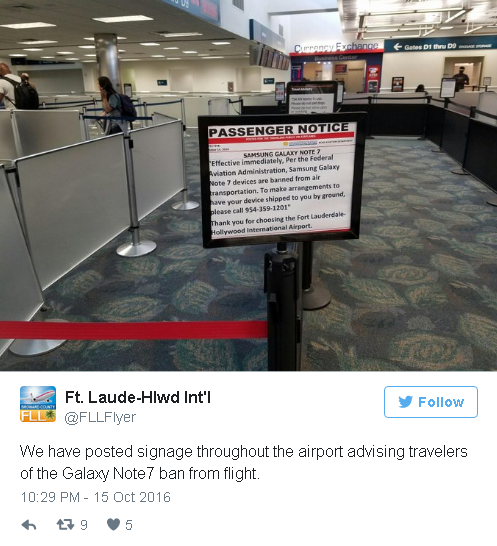 Currency Exchange
Business Center
Gates D1 thru D9
PASSENGER NOTICE
SAMSUNG GALAXY NOTE 7
"Effective immediately, Per the Federal
Aviation Administration, Samsung Galaxy
Note 7 devices are banned from air
transportation. To make arrangements to
have your device shipped to you by ground,
please call 954-359-1201"
Thank you for choosing the Fort Lauderdale-
Hollywood International Airport.
FLL
Ft. Laude-Hlwd Int'l
@FLLFlyer
Follow
We have posted signage throughout the airport advising travelers
of the Galaxy Note7 ban from flight.
10:29 PM - 15 Oct 2016
9
5